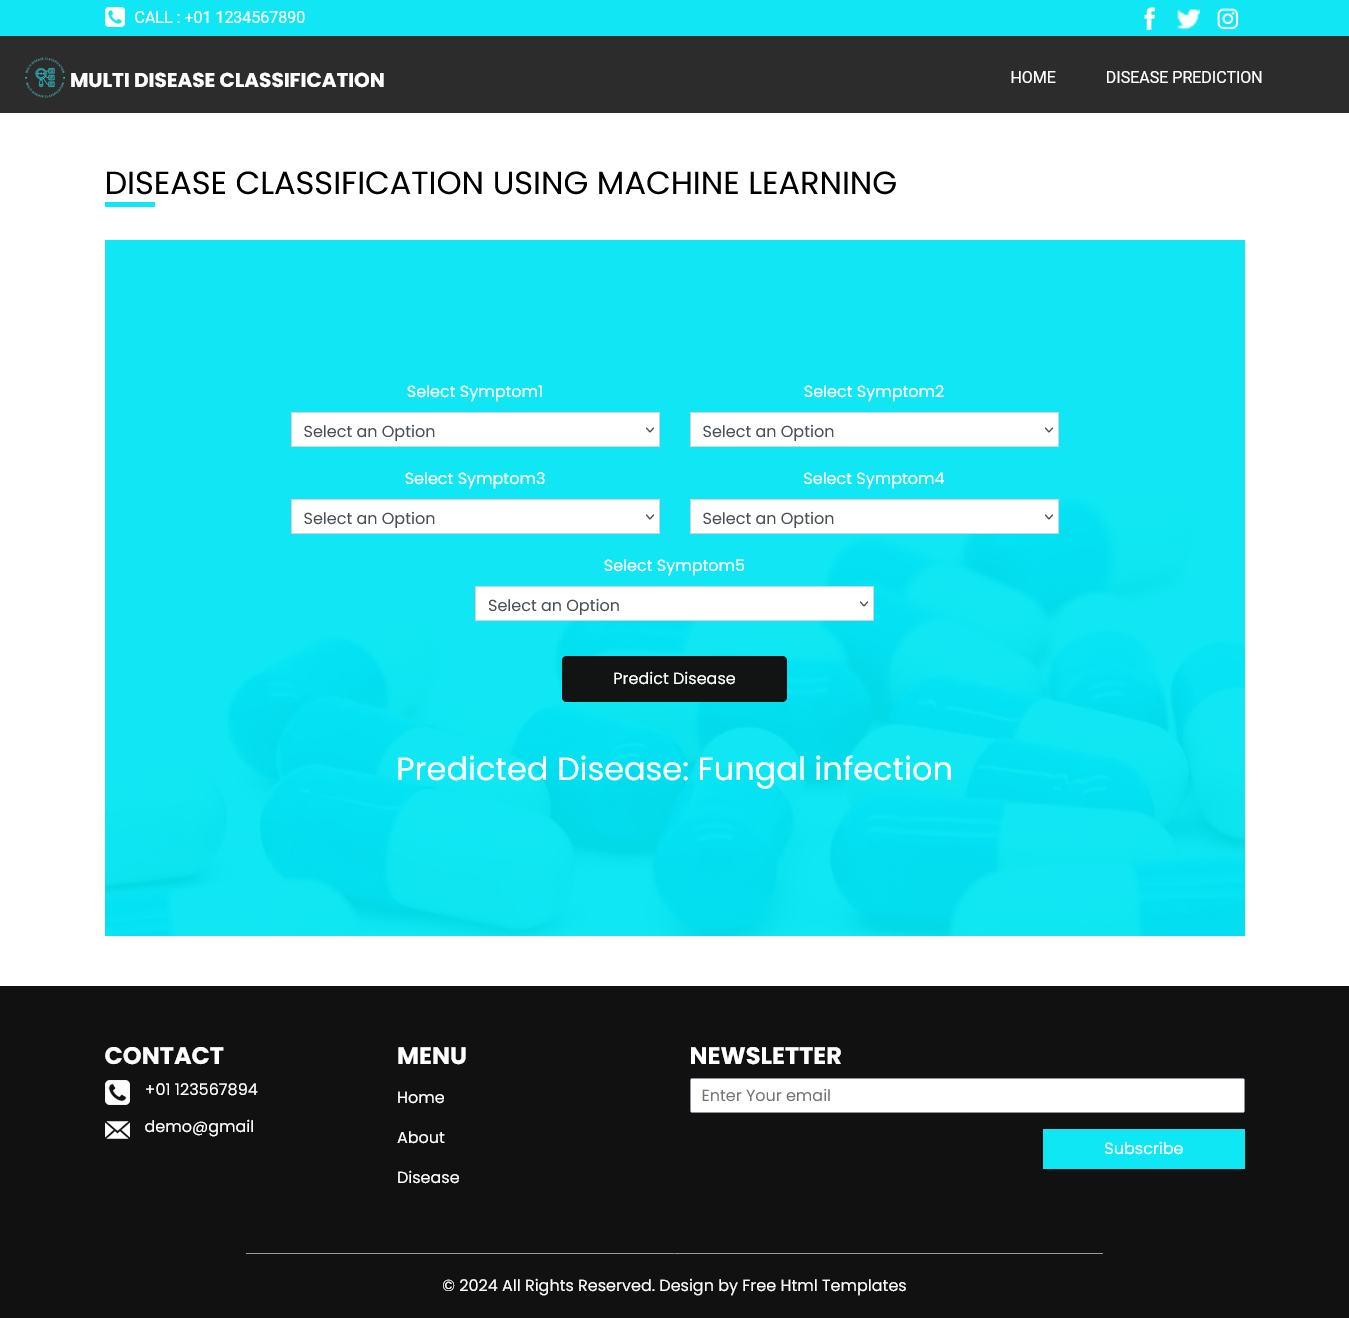 CALL : +01 1234567890
MULTI DISEASE CLASSIFICATION
HOME
DISEASE PREDICTION
DISEASE CLASSIFICATION USING MACHINE LEARNING
Select Symptom1
Select Symptom2
Select an Option
Select an Option
Select Symptom3
Select Symptom4
Select an Option
Select an Option
Select Symptom5
Select an Option
Predict Disease
Predicted Disease: Fungal infection
CONTACT
+01 123567894
demo@gmail
MENU
Home
About
Disease
NEWSLETTER
Enter Your email
Subscribe
© 2024 All Rights Reserved. Design by Free Html Templates